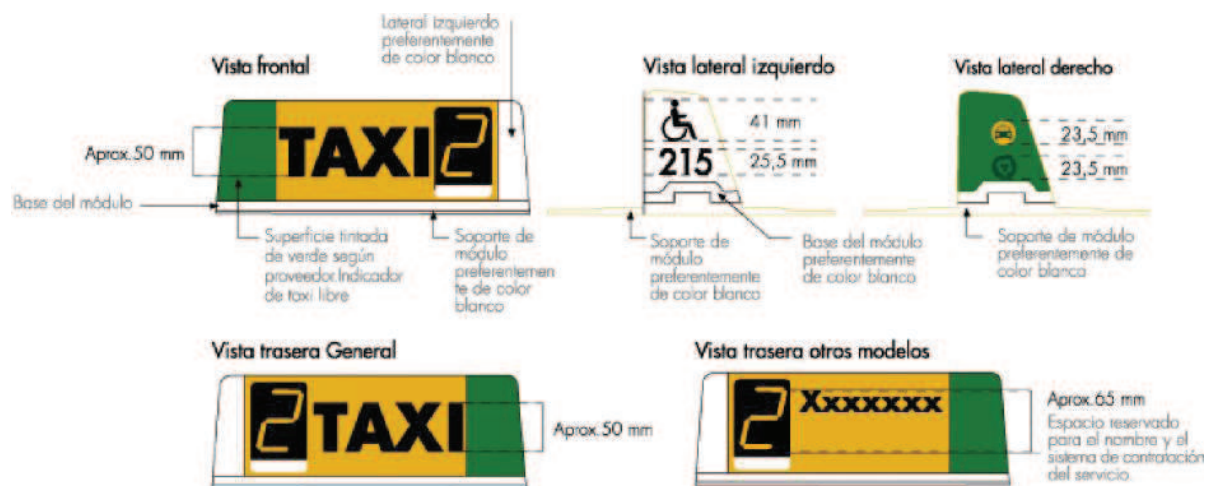 Lateral izquierdo
preferentemente
de color blanco
Vista frontal
TAXI 2
Aprox.50 mm
Base del módulo
Superficie tintada
de verde según
proveedor.Indicador
de taxi libre
Soporte de
módulo
preferentemen
te de color
blanco
Vista lateral izquierdo
41 mm
215
25,5 mm
Soporte de
módulo
preferentemente
de color blanco
Base del módulo
preferentemente
de color blanco
Vista lateral derecho
23,5 mm
23,5 mm
Soporte de módulo
preferentemente de
color blanco
Vista trasera General
2 TAXI
Aprox.50 mm
Vista trasera otros modelos
2 Xxxxxxxx
Aprox.65 mm
Espacio reservado
para el nombre y el
sistema de contratación
del servicio